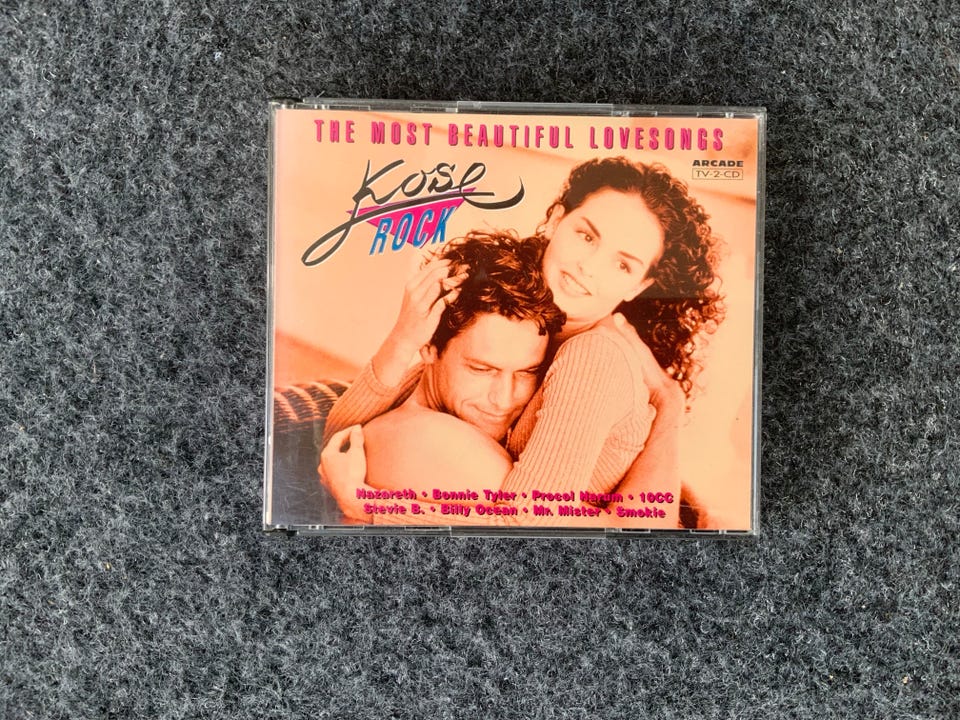 THE MOST BEAUTIFUL LOVESONGS
ARCADE
TV-2-CD
Kose
ROCK
Nazareth • Bonnie Tyler • Procol Harum • 10CC
Stevie B. • Billy Ocean • Mr. Mister • Smokie